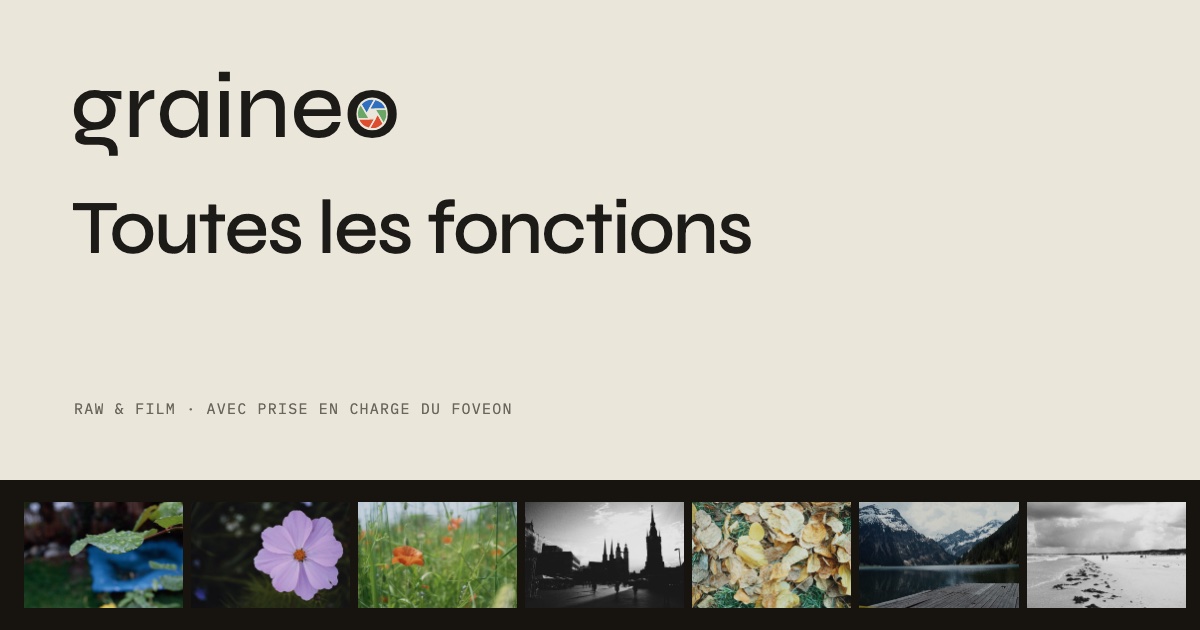 graineo
Toutes les fonctions
RAW & FILM · AVEC PRISE EN CHARGE DU FOVEON